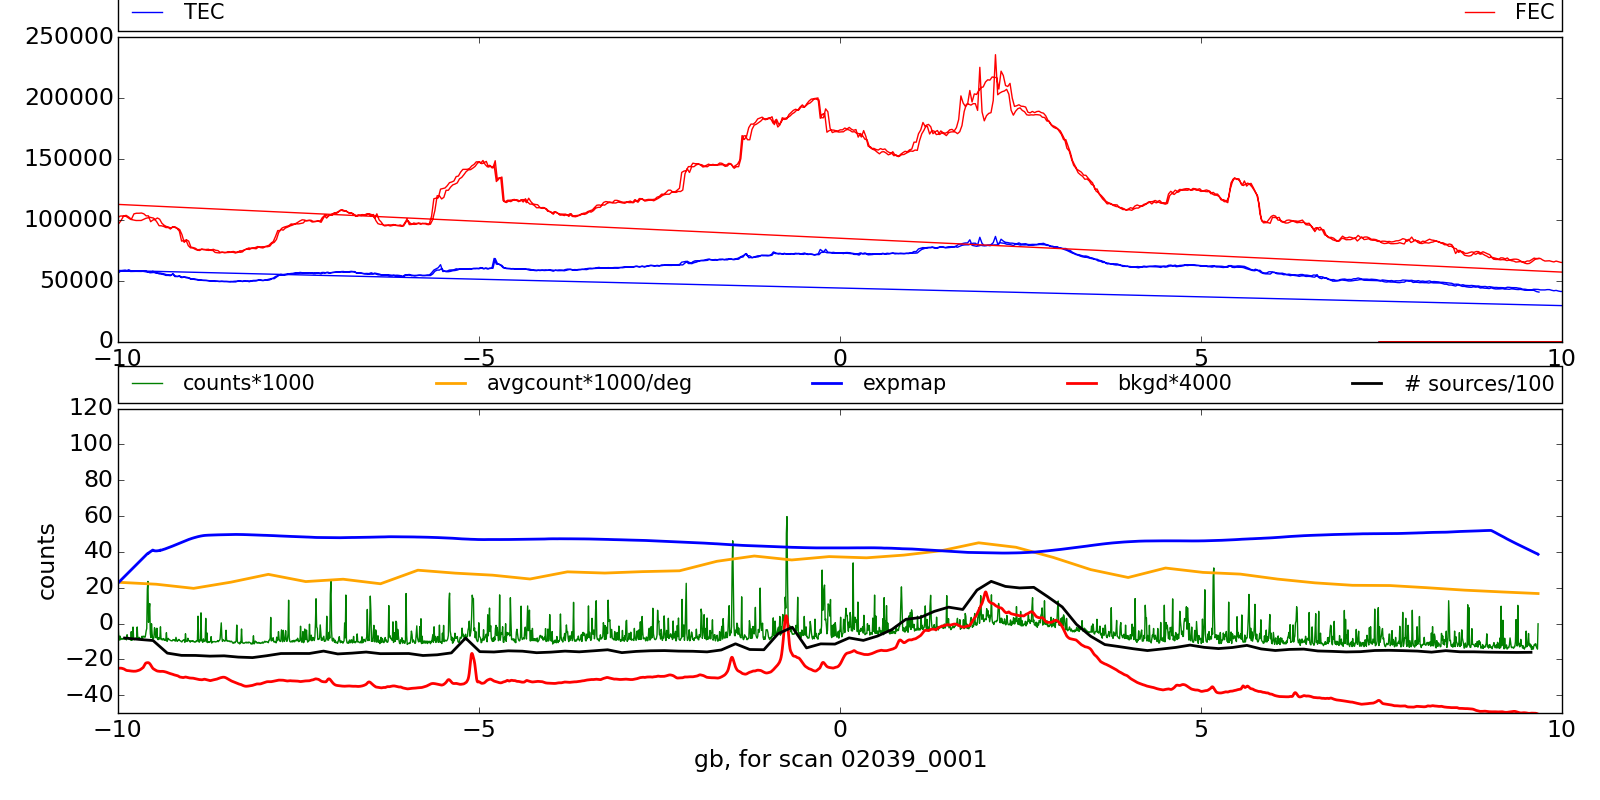 TEC FEC
250000
200000
150000
100000
50000
0
−10 −5 0 5 10
counts*1000 avgcount*1000/deg expmap bkgd*4000 # sources/100
120
100
80
60
40
20
0
−20
−40
counts
−10 −5 0 5 10
gb, for scan 02039_0001